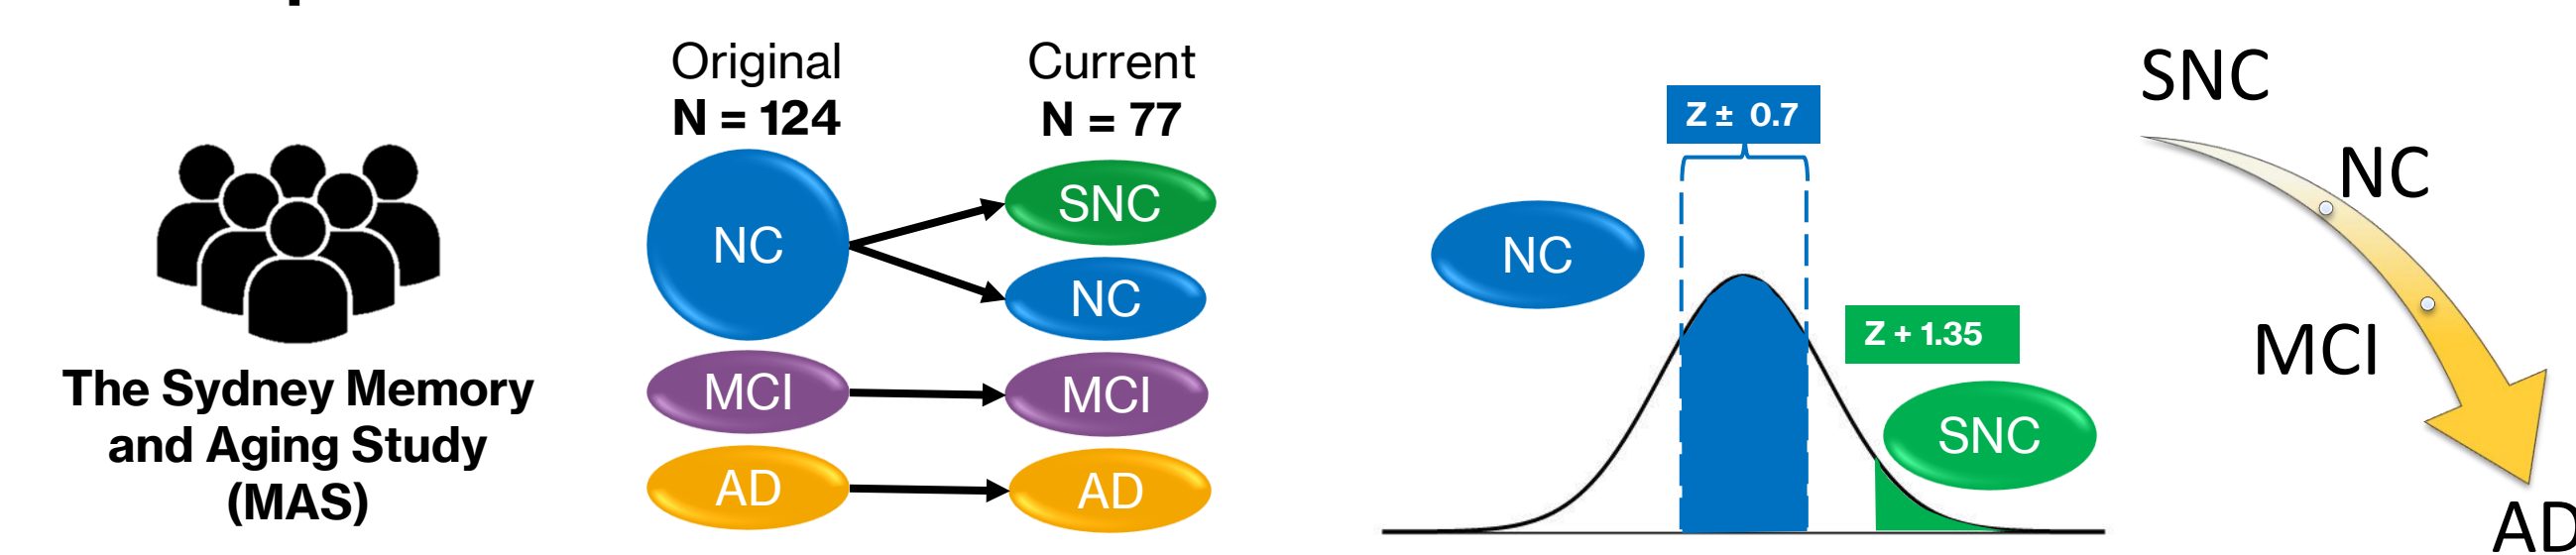 The Sydney Memory
and Aging Study
(MAS)
Original
N = 124
NC
MCI
AD
Current
N = 77
SNC
NC
MCI
AD
Z ± 0.7
NC
Z + 1.35
SNC
SNC
NC
MCI
AD